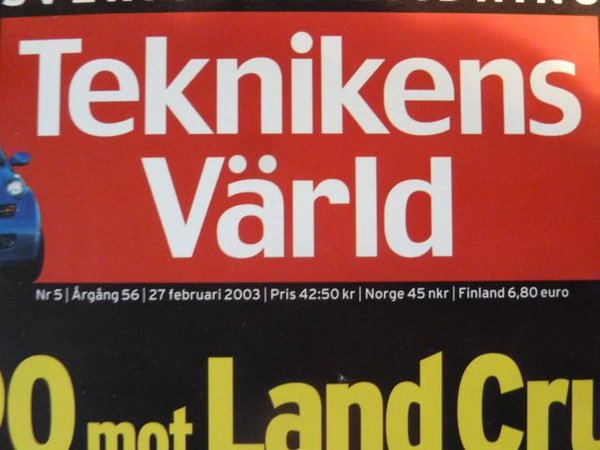 Teknikens
Värld
Nr 5 | Årgång 56 | 27 februari 2003 | Pris 42:50 kr | Norge 45 nkr | Finland 6,80 euro
mot Land Cru